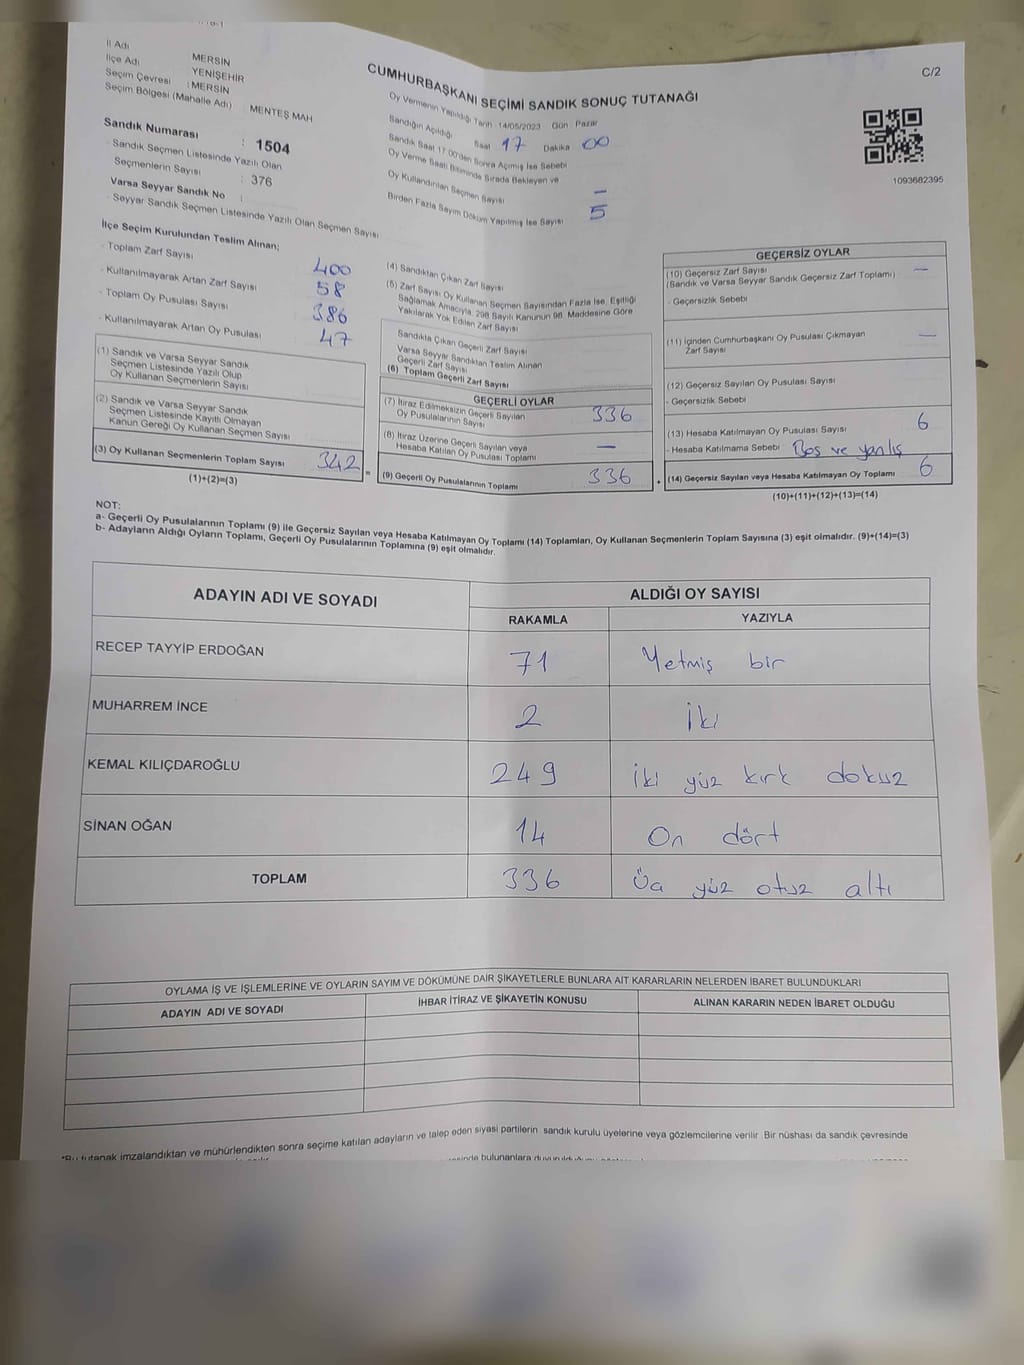 C/2
İl Adı
MERSİN
İlçe Adı : YENİŞEHİR
Seçim Çevresi : MERSİN
Seçim Bölgesi (Mahalle Adı) : MENTEŞ MAH
Sandık Numarası : 1504
- Sandık Seçmen Listesinde Yazılı Olan
Seçmenlerin Sayısı : 376
Varsa Seyyar Sandık No :
- Seyyar Sandık Seçmen Listesinde Yazılı Olan Seçmen Sayısı
CUMHURBAŞKANI SEÇİMİ SANDIK SONUÇ TUTANAĞI
Oy Vermenin Yapıldığı Tarih 14/05/2023 Gün Pazar
Sandığın Açıldığı Saat 17 Dakika 00
Sandık Saat 17.00'den Sonra Açımış İse Sebebi
Oy Verme Saati Bitiminde Sırada Bekleyen ve
Oy Kullandırılan Seçmen Sayısı —
Birden Fazla Sayım Döküm Yapılmış İse Sayısı 5
1093682395
İlçe Seçim Kurulundan Teslim Alınan;
- Toplam Zarf Sayısı 400
- Kullanılmayarak Artan Zarf Sayısı 58
- Toplam Oy Pusulası Sayısı 386
- Kullanılmayarak Artan Oy Pusulası 47
(1) Sandık ve Varsa Seyyar Sandık
Seçmen Listesinde Yazılı Olup
Oy Kullanan Seçmenlerin Sayısı
(2) Sandık ve Varsa Seyyar Sandık
Seçmen Listesinde Kayıtlı Olmayan
Kanun Gereği Oy Kullanan Seçmen Sayısı
(3) Oy Kullanan Seçmenlerin Toplam Sayısı 342
(1)+(2)=(3)
(4) Sandıktan Çıkan Zarf Sayısı
(5) Zarf Sayısı Oy Kullanan Seçmen Sayısından Fazla İse, Eşitliği
Sağlamak Amacıyla, 298 Sayılı Kanunun 98. Maddesine Göre
Yakılarak Yok Edilen Zarf Sayısı
Sandıkta Çıkan Geçerli Zarf Sayısı
Varsa Seyyar Sandıktan Teslim Alınan
Geçerli Zarf Sayısı
(6) Toplam Geçerli Zarf Sayısı
GEÇERLİ OYLAR
(7) İtiraz Edilmeksizin Geçerli Sayılan
Oy Pusulalarının Sayısı 336
(8) İtiraz Üzerine Geçerli Sayılan veya
Hesaba Katılan Oy Pusulası Toplamı —
= (9) Geçerli Oy Pusulalarının Toplamı 336
GEÇERSİZ OYLAR
(10) Geçersiz Zarf Sayısı —
(Sandık ve Varsa Seyyar Sandık Geçersiz Zarf Toplamı)
- Geçersizlik Sebebi
(11) İçinden Cumhurbaşkanı Oy Pusulası Çıkmayan
Zarf Sayısı —
(12) Geçersiz Sayılan Oy Pusulası Sayısı
- Geçersizlik Sebebi
(13) Hesaba Katılmayan Oy Pusulası Sayısı 6
- Hesaba Katılmama Sebebi Boş ve yanlış
+ (14) Geçersiz Sayılan veya Hesaba Katılmayan Oy Toplamı 6
(10)+(11)+(12)+(13)=(14)
NOT:
a- Geçerli Oy Pusulalarının Toplamı (9) ile Geçersiz Sayılan veya Hesaba Katılmayan Oy Toplamı (14) Toplamları, Oy Kullanan Seçmenlerin Toplam Sayısına (3) eşit olmalıdır. (9)+(14)=(3)
b- Adayların Aldığı Oyların Toplamı, Geçerli Oy Pusulalarının Toplamına (9) eşit olmalıdır.
ADAYIN ADI VE SOYADI
ALDIĞI OY SAYISI
RAKAMLA YAZIYLA
RECEP TAYYİP ERDOĞAN 71 Yetmiş bir
MUHARREM İNCE 2 İki
KEMAL KILIÇDAROĞLU 249 İki yüz kırk dokuz
SİNAN OĞAN 14 On dört
TOPLAM 336 Üç yüz otuz altı
OYLAMA İŞ VE İŞLEMLERİNE VE OYLARIN SAYIM VE DÖKÜMÜNE DAİR ŞİKAYETLERLE BUNLARA AİT KARARLARIN NELERDEN İBARET BULUNDUKLARI
ADAYIN ADI VE SOYADI İHBAR İTİRAZ VE ŞİKAYETİN KONUSU ALINAN KARARIN NEDEN İBARET OLDUĞU
*Bu tutanak imzalandıktan ve mühürlendikten sonra seçime katılan adayların ve talep eden siyasi partilerin sandık kurulu üyelerine veya gözlemcilerine verilir. Bir nüshası da sandık çevresinde